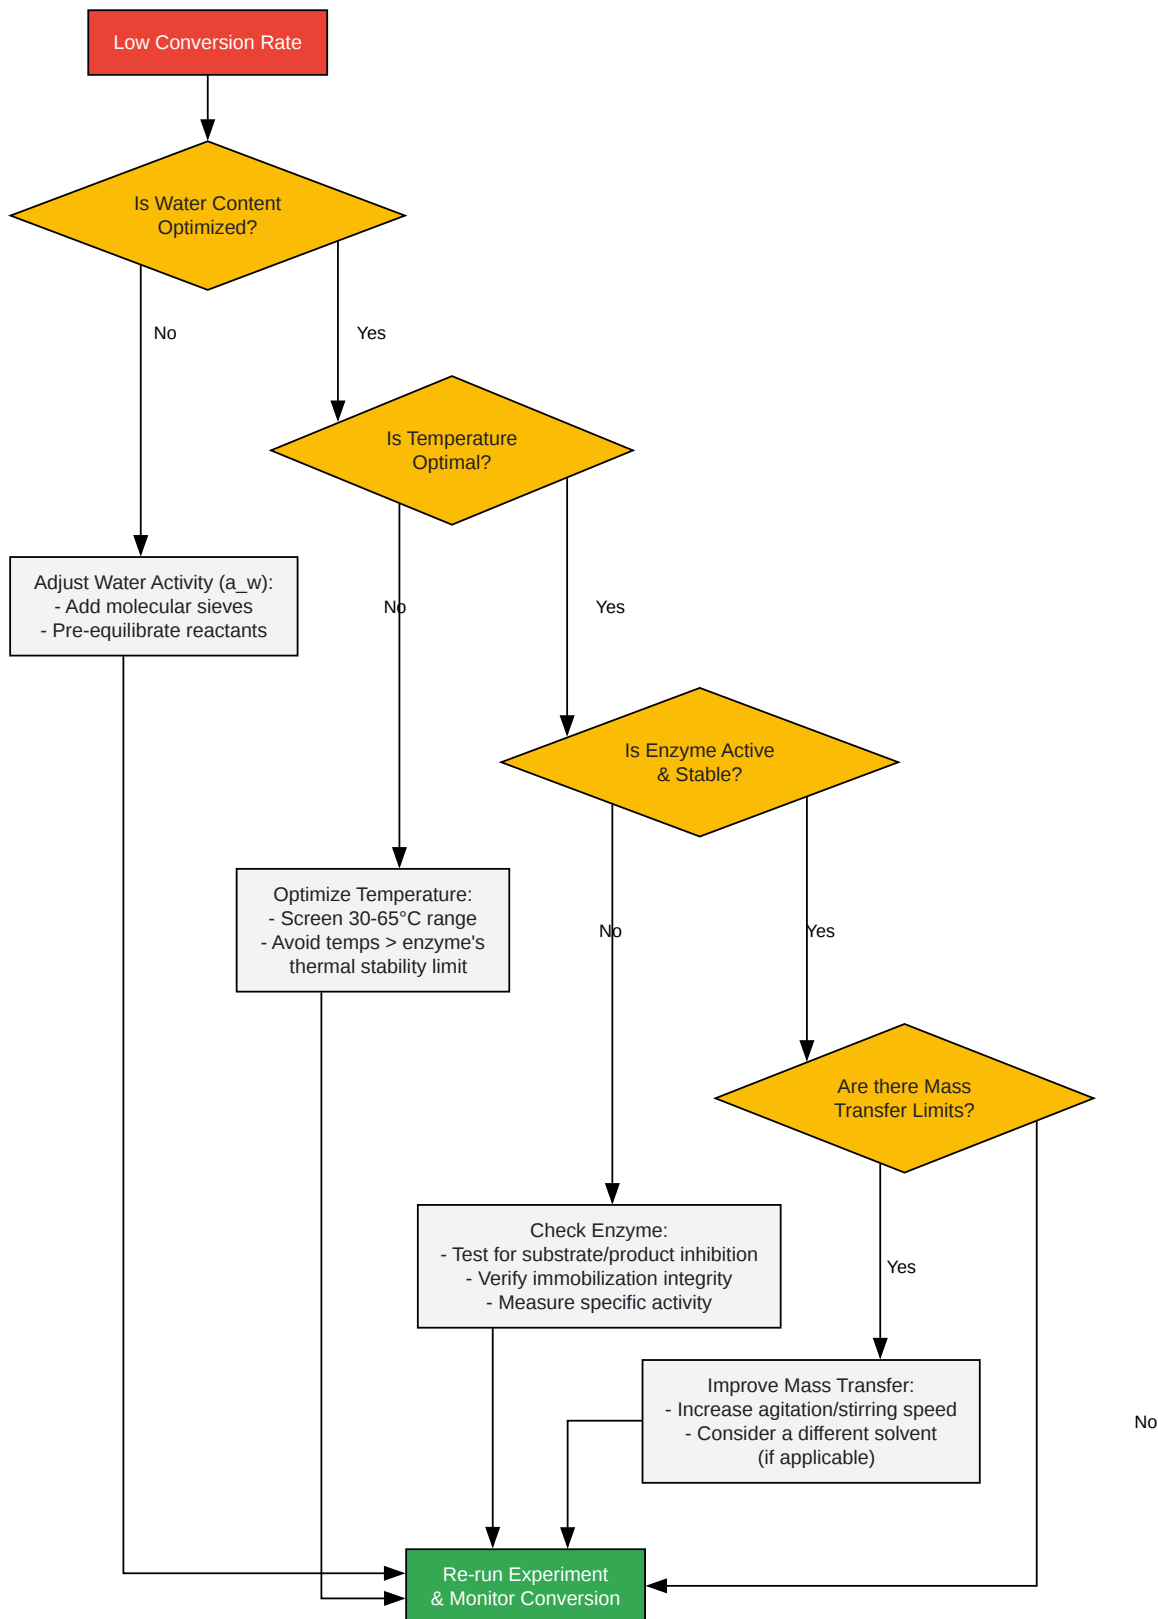 Low Conversion Rate
Is Water Content
Optimized?
No
Yes
Is Temperature
Optimal?
Adjust Water Activity (a_w):
- Add molecular sieves
- Pre-equilibrate reactants
No
Yes
Is Enzyme Active
& Stable?
Optimize Temperature:
- Screen 30-65°C range
- Avoid temps > enzyme's
thermal stability limit
No
Yes
Are there Mass
Transfer Limits?
Check Enzyme:
- Test for substrate/product inhibition
- Verify immobilization integrity
- Measure specific activity
Yes
Improve Mass Transfer:
- Increase agitation/stirring speed
- Consider a different solvent
(if applicable)
No
Re-run Experiment
& Monitor Conversion